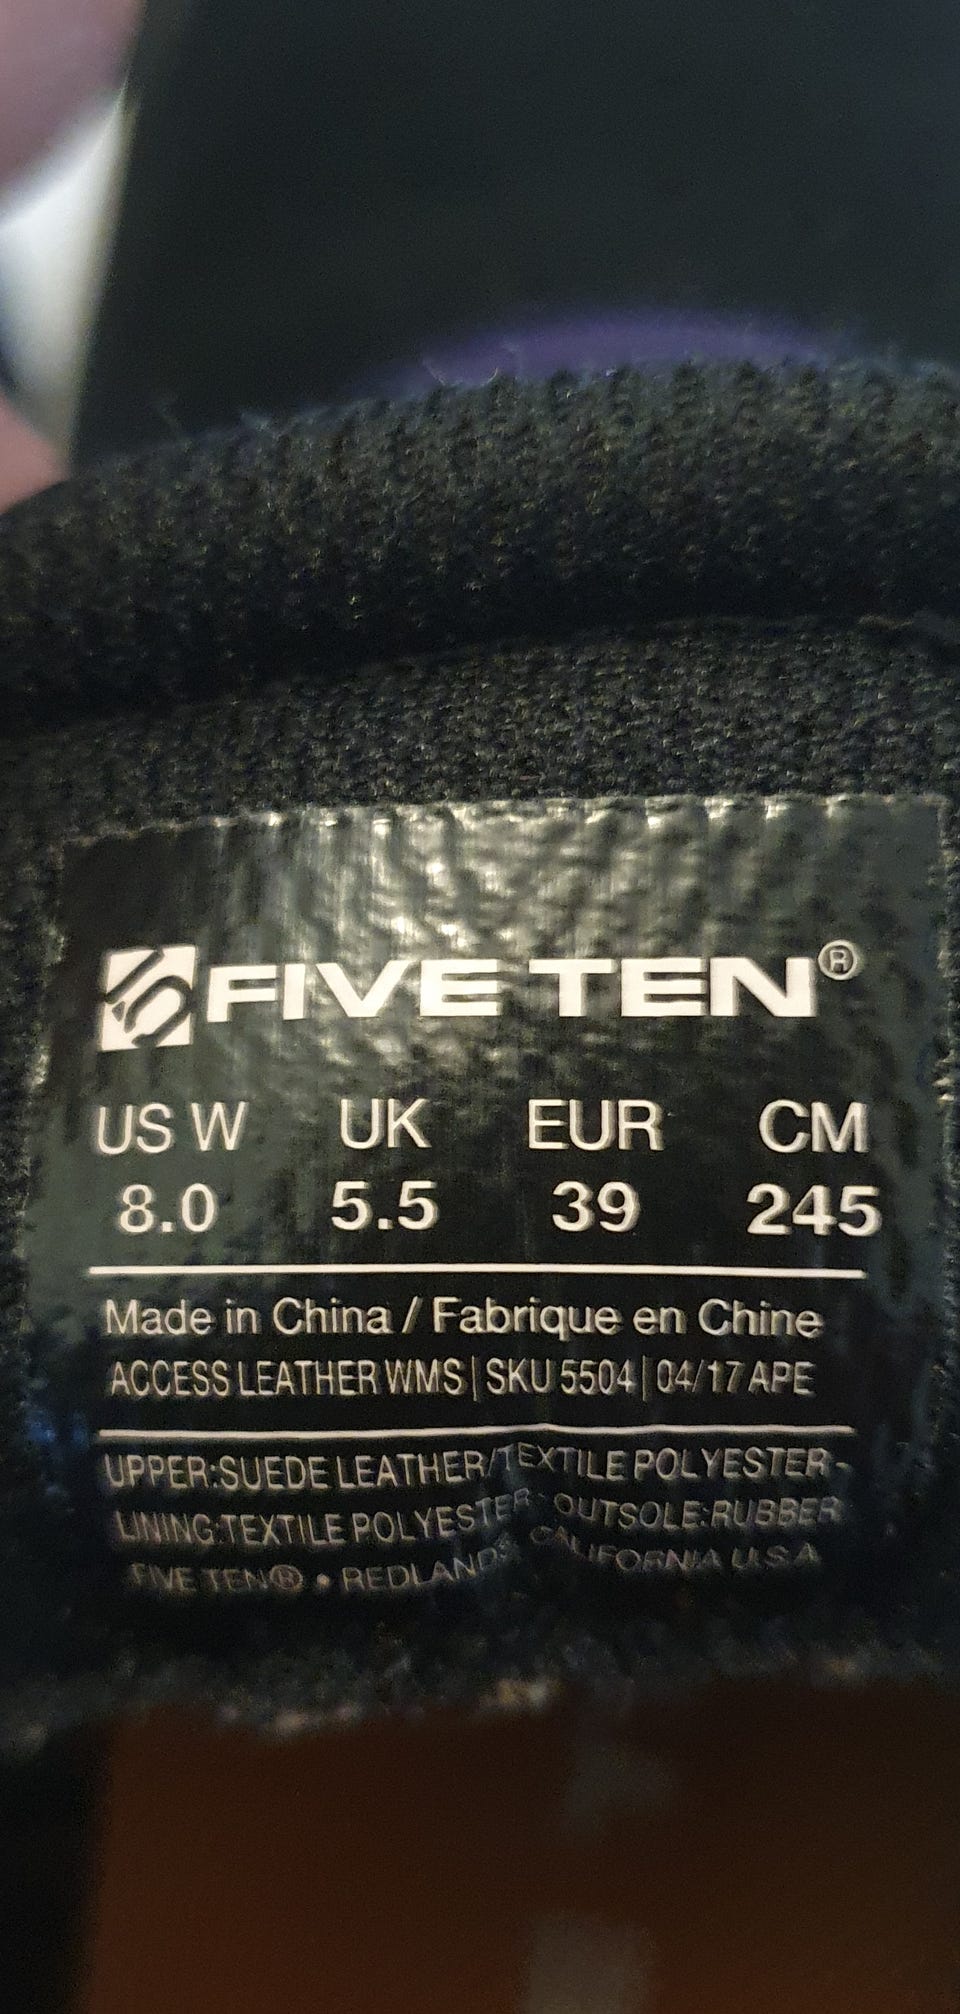 FIVE TEN®
US W UK EUR CM
8.0 5.5 39 245
Made in China / Fabrique en Chine
ACCESS LEATHER WMS | SKU 5504 | 04/17 APE
UPPER:SUEDE LEATHER/TEXTILE POLYESTER-
LINING:TEXTILE POLYESTER- OUTSOLE:RUBBER
FIVE TEN® • REDLANDS CALIFORNIA U.S.A